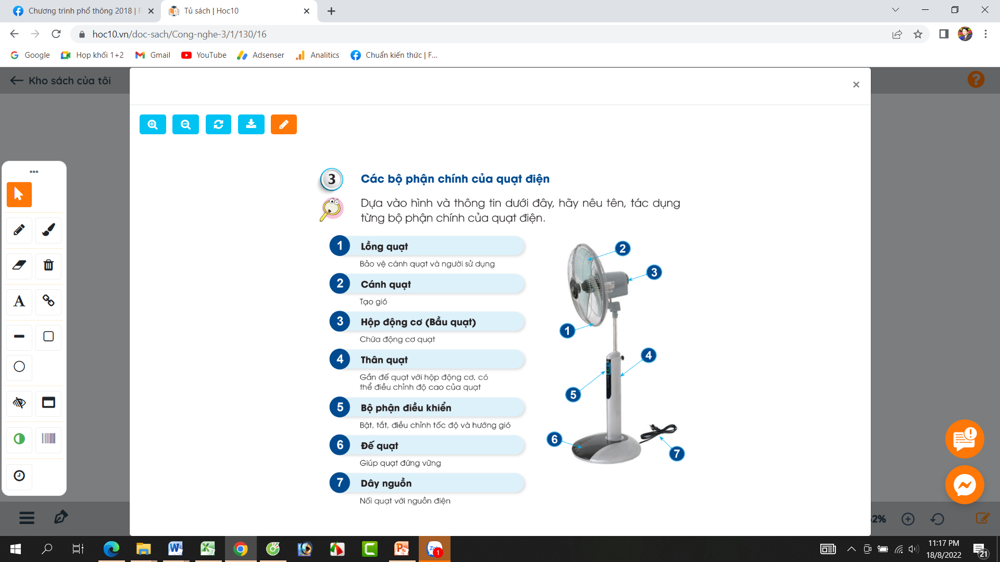 Chương trình phổ thông 2018 | F
Tủ sách | Hoc10
hoc10.vn/doc-sach/Cong-nghe-3/1/130/16
Google
Họp khối 1+2
Gmail
YouTube
Adsenser
Analitics
Chuẩn kiến thức | F...
Kho sách của tôi
3
Các bộ phận chính của quạt điện
Dựa vào hình và thông tin dưới đây, hãy nêu tên, tác dụng
từng bộ phận chính của quạt điện.
1 Lồng quạt
Bảo vệ cánh quạt và người sử dụng
2 Cánh quạt
Tạo gió
3 Hộp động cơ (Bầu quạt)
Chứa động cơ quạt
4 Thân quạt
Gắn đế quạt với hộp động cơ, có
thể điều chỉnh độ cao của quạt
5 Bộ phận điều khiển
Bật, tắt, điều chỉnh tốc độ và hướng gió
6 Đế quạt
Giúp quạt đứng vững
7 Dây nguồn
Nối quạt với nguồn điện
2
3
1
4
5
6
7
2%
11:17 PM
18/8/2022
21
1